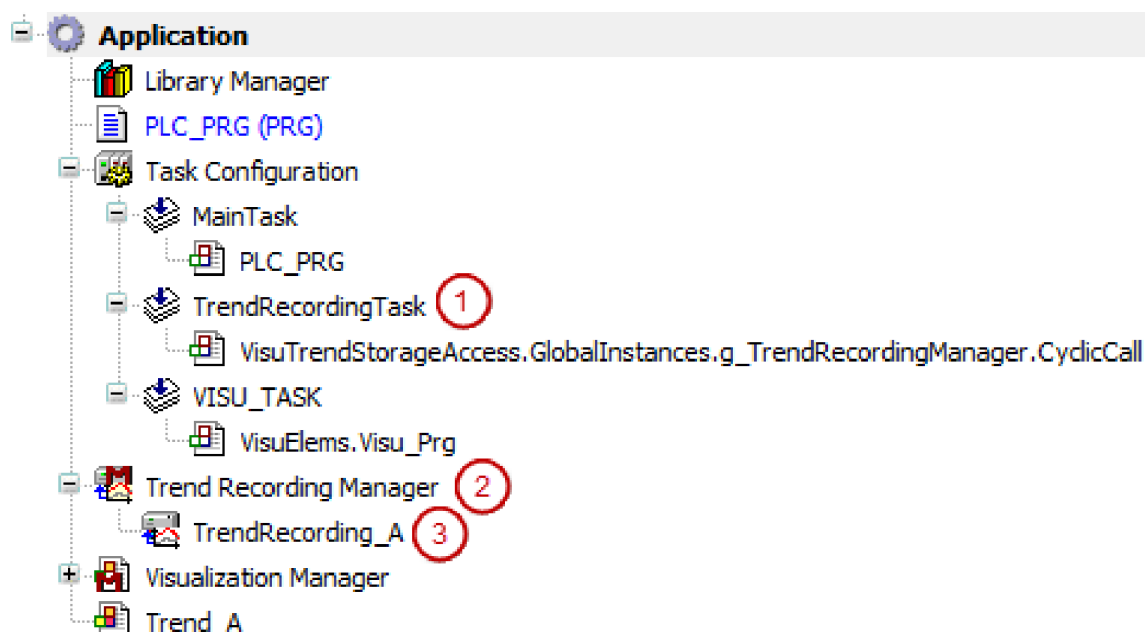 Application
Library Manager
PLC_PRG (PRG)
Task Configuration
MainTask
PLC_PRG
TrendRecordingTask 1
VisuTrendStorageAccess.GlobalInstances.g_TrendRecordingManager.CyclicCall
VISU_TASK
VisuElems.Visu_Prg
Trend Recording Manager 2
TrendRecording_A 3
Visualization Manager
Trend_A